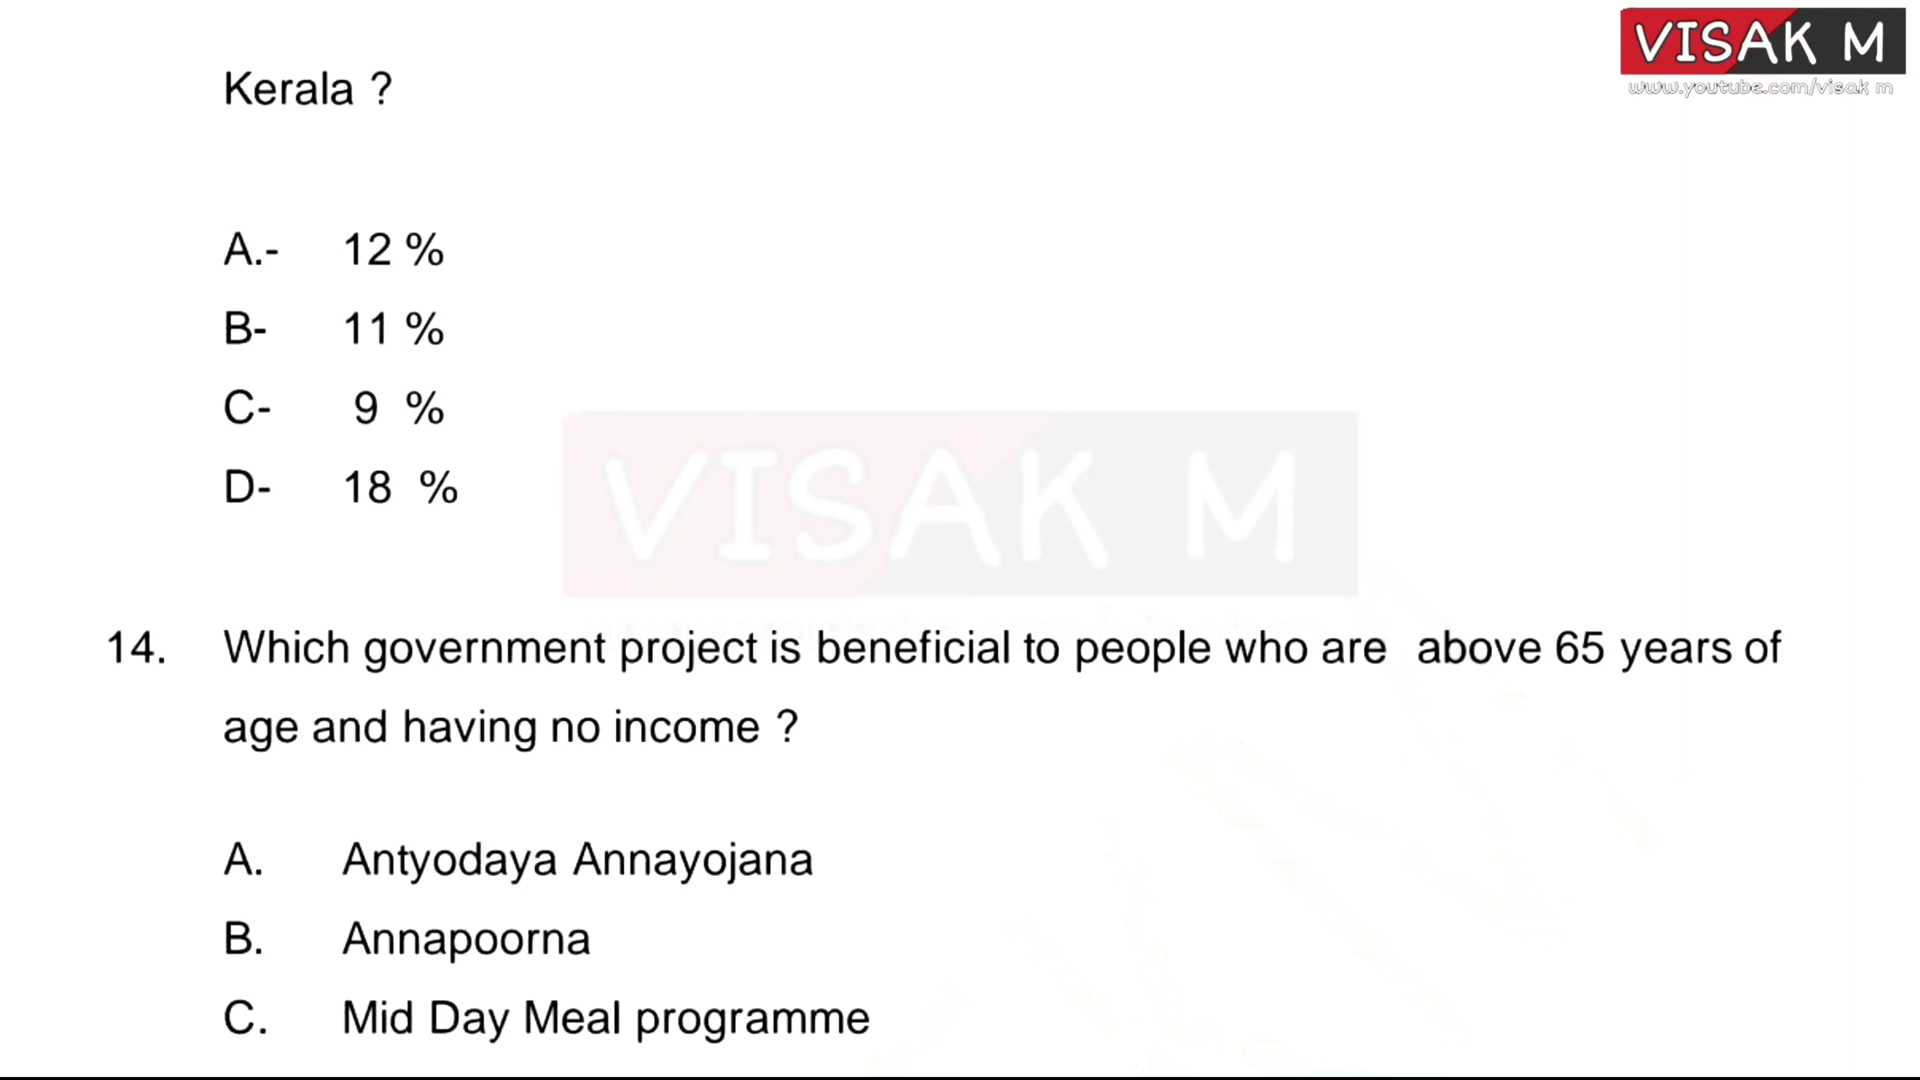 VISAK M
www.youtube.com/visak m
Kerala ?
A.- 12 %
B- 11 %
C- 9 %
D- 18 %
VISAK M
14. Which government project is beneficial to people who are above 65 years of
age and having no income ?
A. Antyodaya Annayojana
B. Annapoorna
C. Mid Day Meal programme